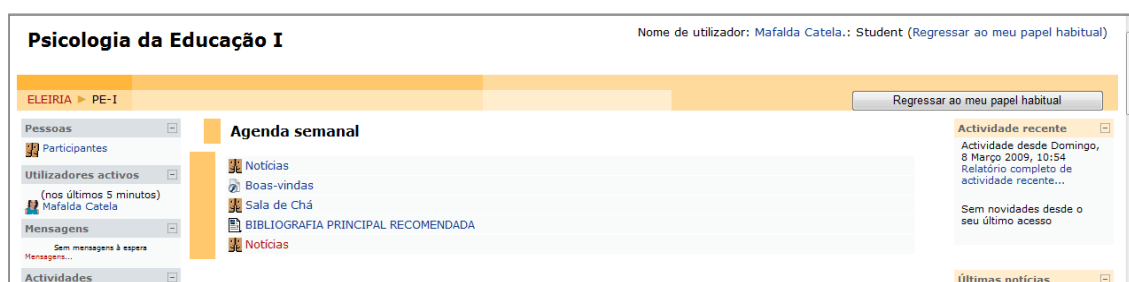 Psicologia da Educação I
Nome de utilizador: Mafalda Catela.: Student (Regressar ao meu papel habitual)
ELEIRIA ► PE-I
Regressar ao meu papel habitual
Pessoas
Participantes
Utilizadores activos
(nos últimos 5 minutos)
Mafalda Catela
Mensagens
Sem mensagens à espera
Mensagens...
Actividades
Agenda semanal
Notícias
Boas-vindas
Sala de Chá
BIBLIOGRAFIA PRINCIPAL RECOMENDADA
Notícias
Actividade recente
Actividade desde Domingo,
8 Março 2009, 10:54
Relatório completo de
actividade recente...
Sem novidades desde o
seu último acesso
Últimas notícias